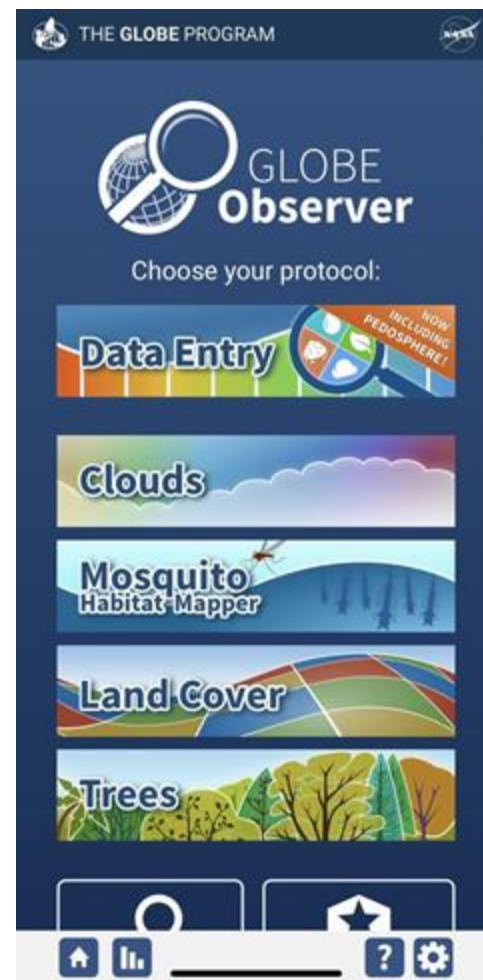 THE GLOBE PROGRAM
NASA
GLOBE
Observer
Choose your protocol:
Data Entry
NOW
INCLUDING
PEDOSPHERE!
Clouds
Mosquito
Habitat Mapper
Land Cover
Trees
?